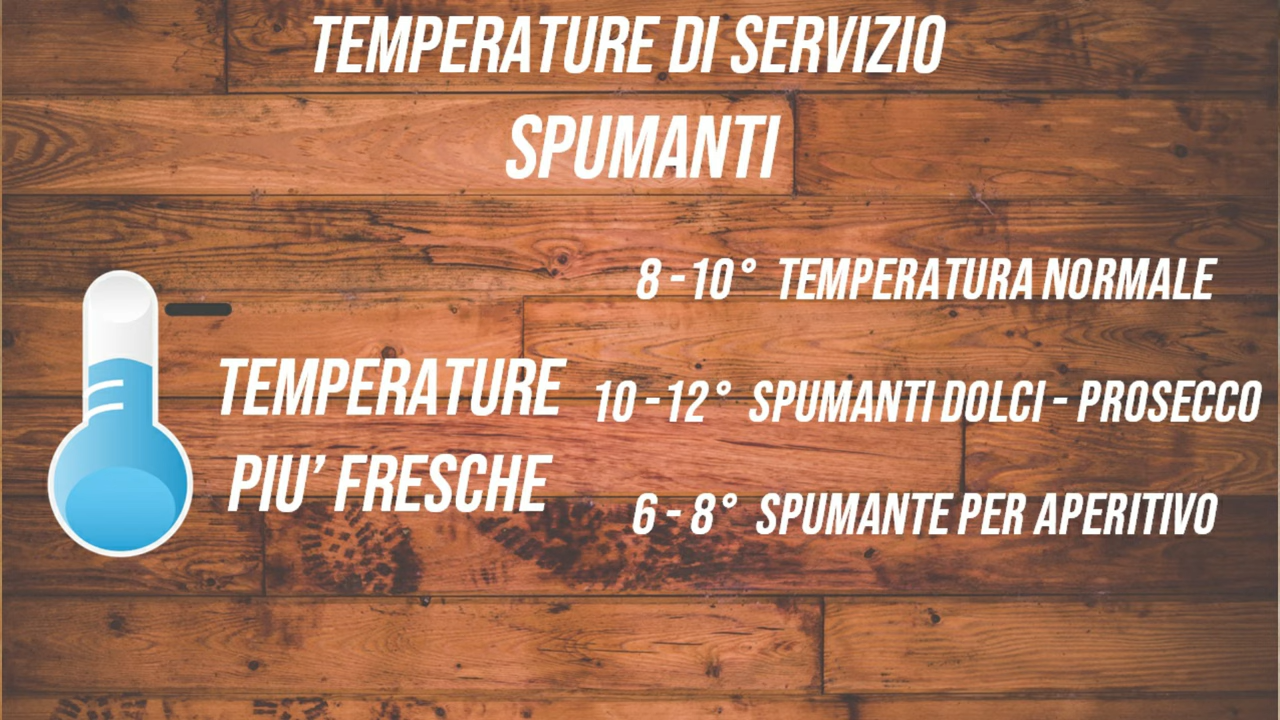 TEMPERATURE DI SERVIZIO
SPUMANTI
TEMPERATURE
PIU' FRESCHE
8 - 10° TEMPERATURA NORMALE
10 - 12° SPUMANTI DOLCI - PROSECCO
6 - 8° SPUMANTE PER APERITIVO